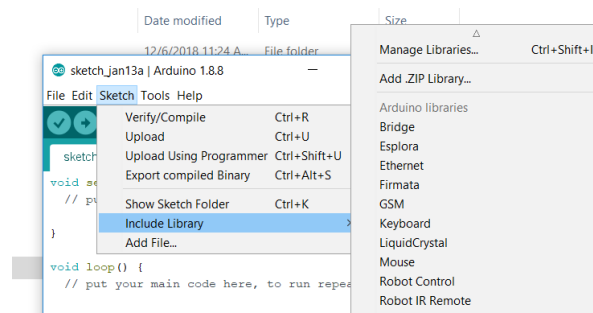 Date modified Type Size
12/6/2018 11:24 A... File folder
sketch_jan13a | Arduino 1.8.8
File Edit Sketch Tools Help
Verify/Compile Ctrl+R
Upload Ctrl+U
Upload Using Programmer Ctrl+Shift+U
Export compiled Binary Ctrl+Alt+S
Show Sketch Folder Ctrl+K
Include Library
Add File...
Manage Libraries... Ctrl+Shift+I
Add .ZIP Library...
Arduino libraries
Bridge
Esplora
Ethernet
Firmata
GSM
Keyboard
LiquidCrystal
Mouse
Robot Control
Robot IR Remote
sketch
void se
// pu
}
void loop() {
// put your main code here, to run repea